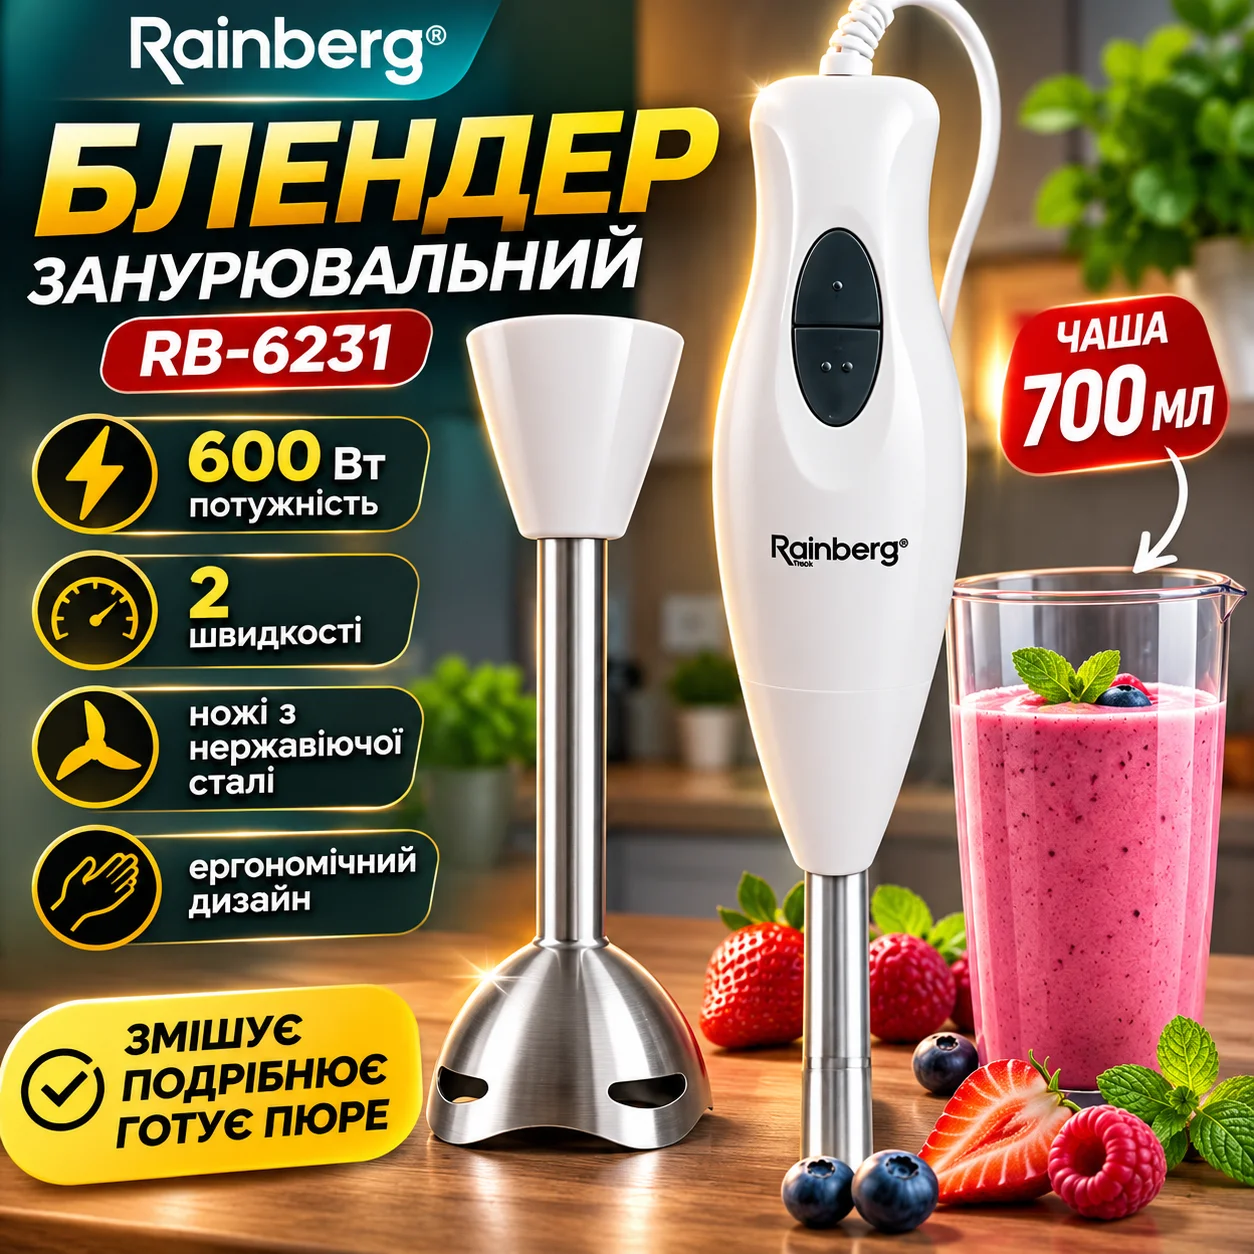 Rainberg®
БЛЕНДЕР
ЗАНУРЮВАЛЬНИЙ
RB-6231
600 Вт
потужність
2
швидкості
ножі з
нержавіючої
сталі
ергономічний
дизайн
ЗМІШУЄ
ПОДРІБНЮЄ
ГОТУЄ ПЮРЕ
Rainberg®
ЧАША
700 МЛ